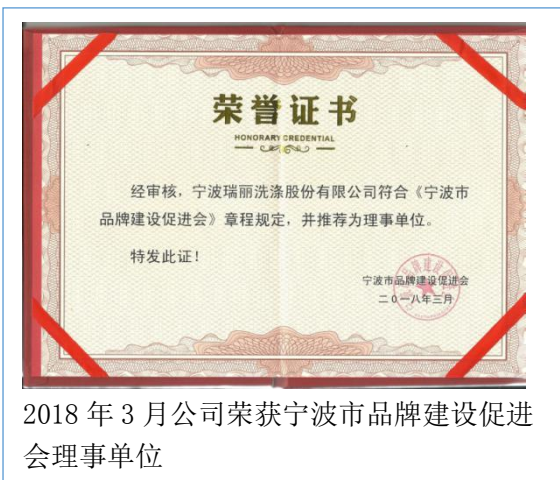 荣誉证书
HONORARY CREDENTIAL
经审核,宁波瑞丽洗涤股份有限公司符合《宁波市
品牌建设促进会》章程规定,并推荐为理事单位。
特发此证!
宁波市品牌建设促进会
二0一八年三月
2018 年 3 月公司荣获宁波市品牌建设促进
会理事单位